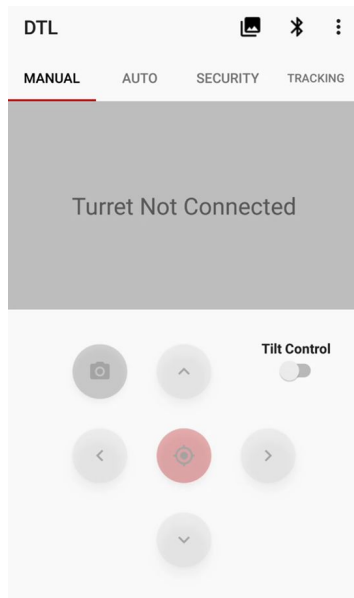 DTL
MANUAL AUTO SECURITY TRACKING
Turret Not Connected
Tilt Control